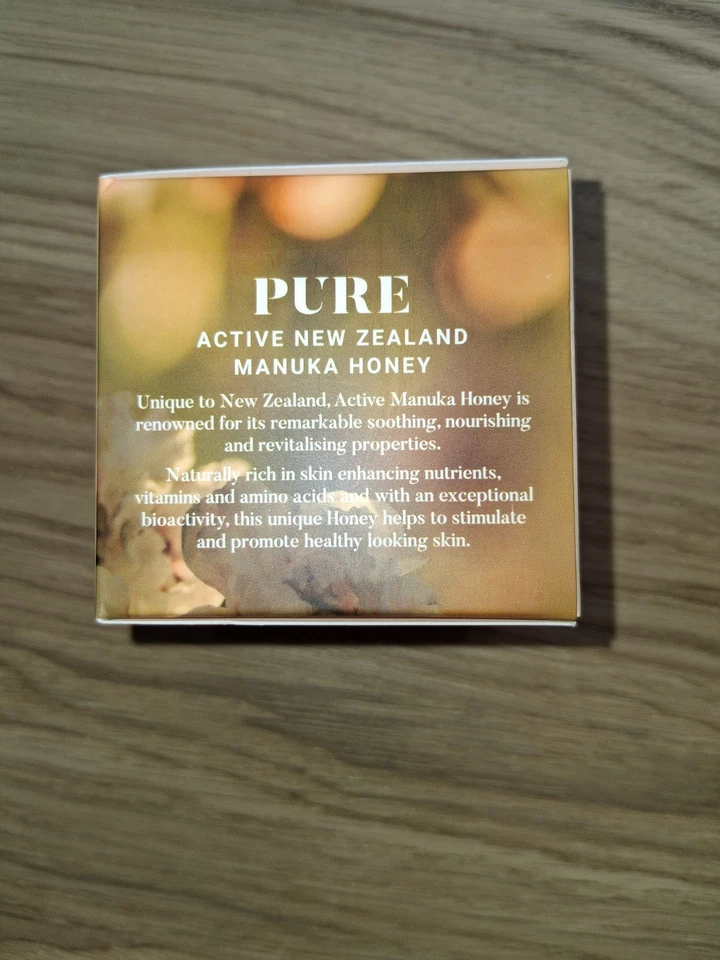 PURE
ACTIVE NEW ZEALAND
MANUKA HONEY
Unique to New Zealand, Active Manuka Honey is
renowned for its remarkable soothing, nourishing
and revitalising properties.
Naturally rich in skin enhancing nutrients,
vitamins and amino acids and with an exceptional
bioactivity, this unique Honey helps to stimulate
and promote healthy looking skin.